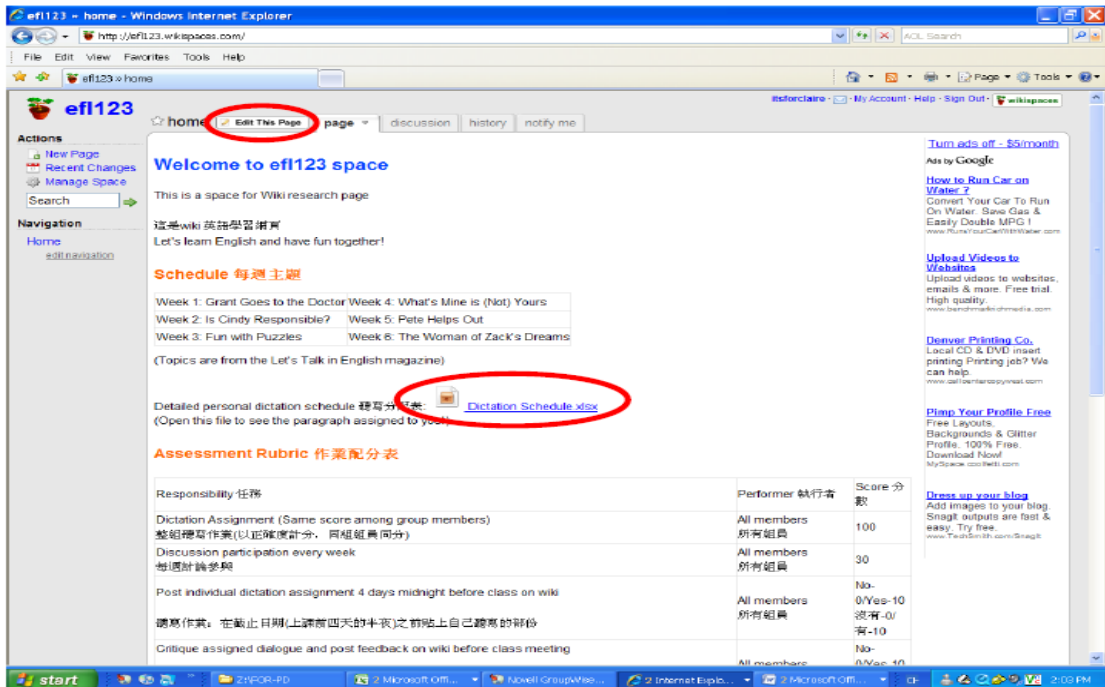 efl123 » home - Windows Internet Explorer
http://efl123.wikispaces.com/
AOL Search
File Edit View Favorites Tools Help
efl123 » home
Page Tools
itsforclaire · My Account · Help · Sign Out · wikispaces
efl123
home Edit This Page page discussion history notify me
Actions
New Page
Recent Changes
Manage Space
Search
Navigation
Home
edit navigation
Welcome to efl123 space
This is a space for Wiki research page
這是wiki 英語學習網頁
Let's learn English and have fun together!
Schedule 每週主題
Week 1: Grant Goes to the Doctor Week 4: What's Mine is (Not) Yours
Week 2: Is Cindy Responsible? Week 5: Pete Helps Out
Week 3: Fun with Puzzles Week 6: The Woman of Zack's Dreams
(Topics are from the Let's Talk in English magazine)
Detailed personal dictation schedule 聽寫分配表: Dictation Schedule.xlsx
(Open this file to see the paragraph assigned to you!)
Assessment Rubric 作業配分表
Responsibility 任務 Performer 執行者 Score 分數
Dictation Assignment (Same score among group members) All members 100
整組聽寫作業(以正確度計分，同組組員同分) 所有組員
Discussion participation every week All members 30
每週討論參與 所有組員
Post individual dictation assignment 4 days midnight before class on wiki All members No-0/Yes-10
聽寫作業：在截止日期(上課前四天的半夜)之前貼上自己聽寫的部份 所有組員 沒有-0/有-10
Critique assigned dialogue and post feedback on wiki before class meeting All members No-0/Yes-10
Turn ads off - $5/month
Ads by Google
How to Run Car on
Water ?
Convert Your Car To Run
On Water. Save Gas &
Easily Double MPG !
www.RunsYourCarWithWater.com
Upload Videos to
Websites
Upload videos to websites,
emails & more. Free trial.
High quality.
www.benchmarkrichmedia.com
Denver Printing Co.
Local CD & DVD insert
printing Printing job? We
can help.
Pimp Your Profile Free
Free Layouts,
Backgrounds & Glitter
Profile. 100% Free.
Download Now!
Dress up your blog
Add images to your blog.
SnagIt outputs are fast &
easy. Try free.
www.TechSmith.com/SnagIt
start Z:\FOR-PD 2 Microsoft Offi... Novell GroupWise... 2 Internet Explo... 2 Microsoft Offi... CH 2:03 PM